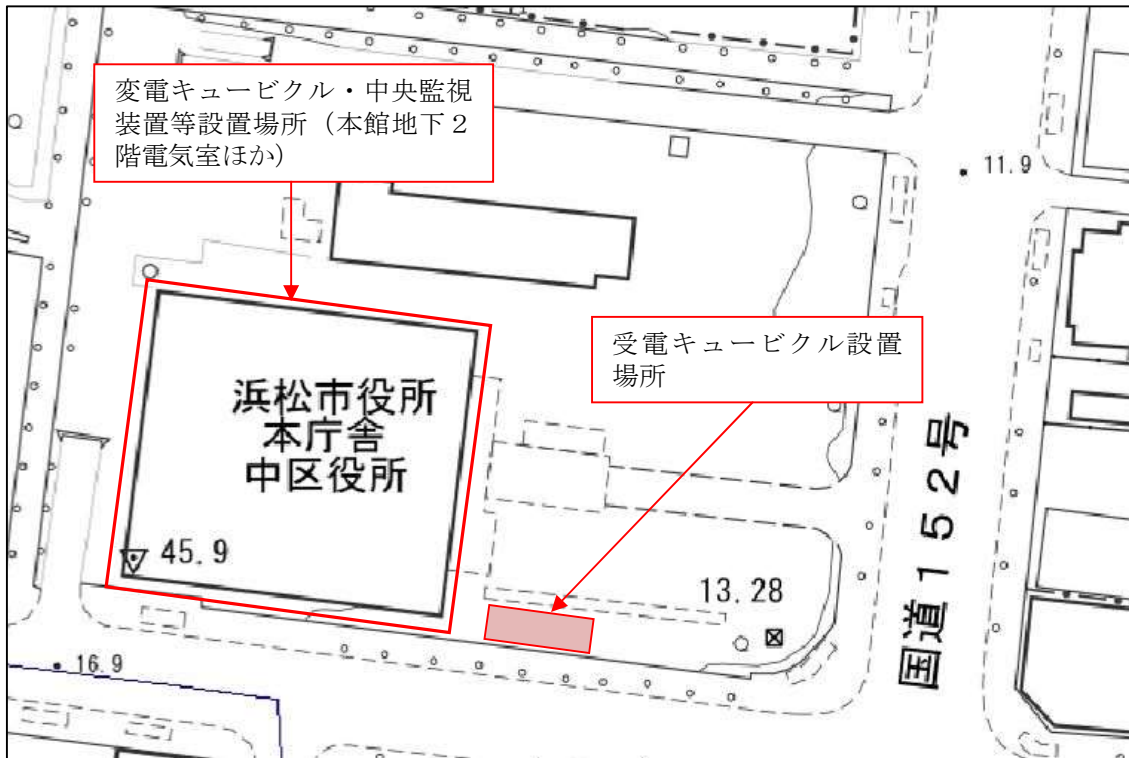 変電キュービクル・中央監視
装置等設置場所（本館地下２
階電気室ほか）
11.9
受電キュービクル設置
場所
浜松市役所
本庁舎
中区役所
45.9
13.28
国道152号
16.9